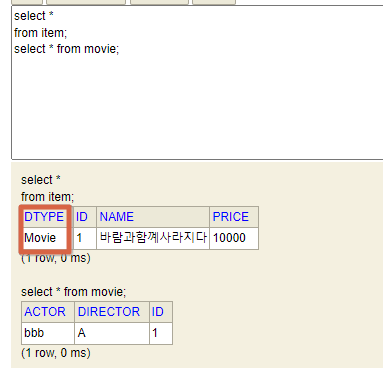 select *
from item;
select * from movie;
select *
from item;
DTYPE ID NAME PRICE
Movie 1 바람과함꼐사라지다 10000
(1 row, 0 ms)
select * from movie;
ACTOR DIRECTOR ID
bbb A 1
(1 row, 0 ms)